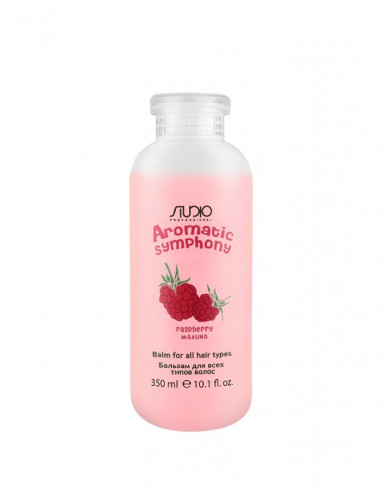 STUDIO
PROFESSIONAL
Aromatic
symphony
raspberry
малина
Balm for all hair types
Бальзам для всех
типов волос
350 ml ℮ 10.1 fl. oz.